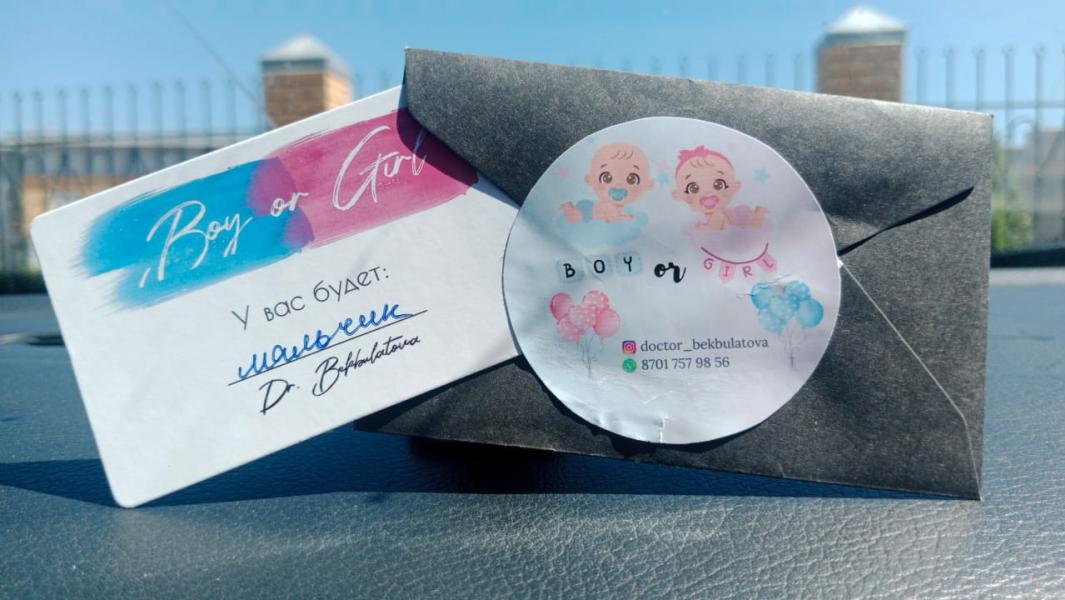 Boy or Girl
У вас будет:
мальчик
Dr. Bekbulatova
BOY or GIRL
doctor_bekbulatova
8701 757 98 56